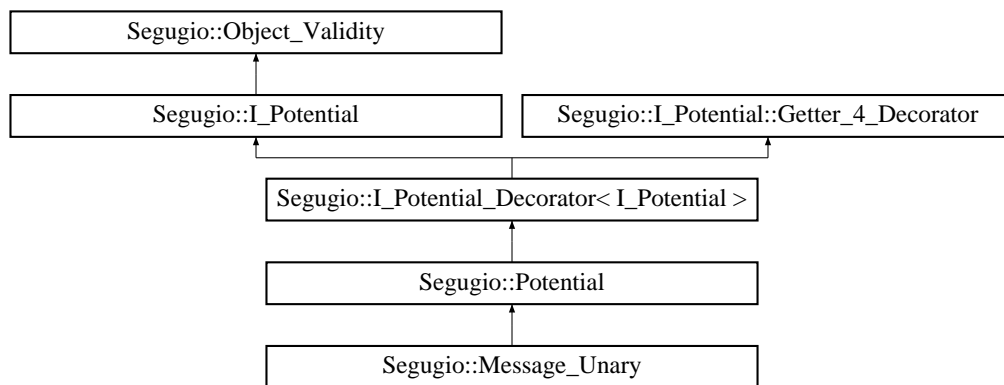 Segugio::Object_Validity
Segugio::I_Potential
Segugio::I_Potential::Getter_4_Decorator
Segugio::I_Potential_Decorator< I_Potential >
Segugio::Potential
Segugio::Message_Unary